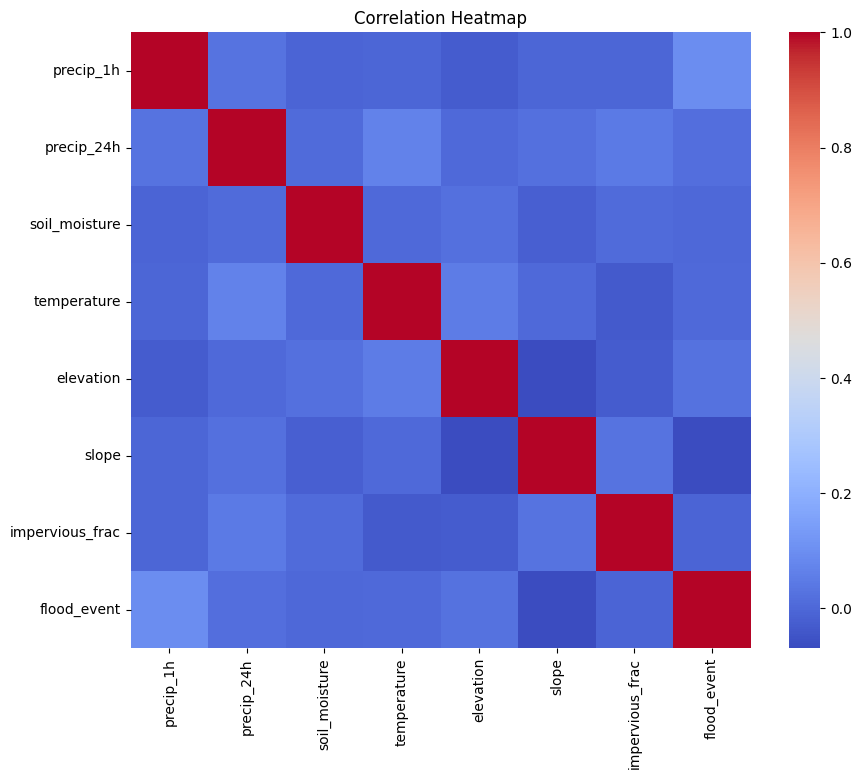 Correlation Heatmap
precip_1h
precip_24h
soil_moisture
temperature
elevation
slope
impervious_frac
flood_event
1.0
0.8
0.6
0.4
0.2
0.0
precip_1h
precip_24h
soil_moisture
temperature
elevation
slope
impervious_frac
flood_event